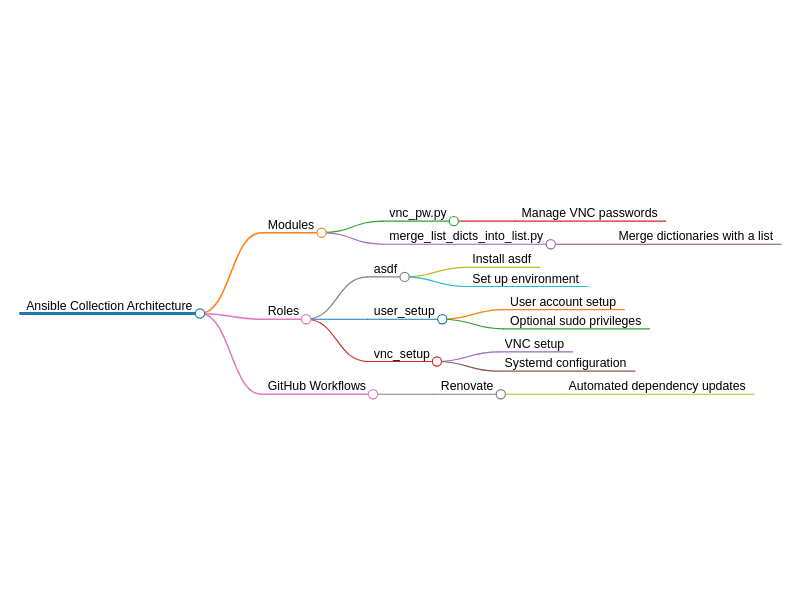 Ansible Collection Architecture
Modules
vnc_pw.py
Manage VNC passwords
merge_list_dicts_into_list.py
Merge dictionaries with a list
Roles
asdf
Install asdf
Set up environment
user_setup
User account setup
Optional sudo privileges
vnc_setup
VNC setup
Systemd configuration
GitHub Workflows
Renovate
Automated dependency updates